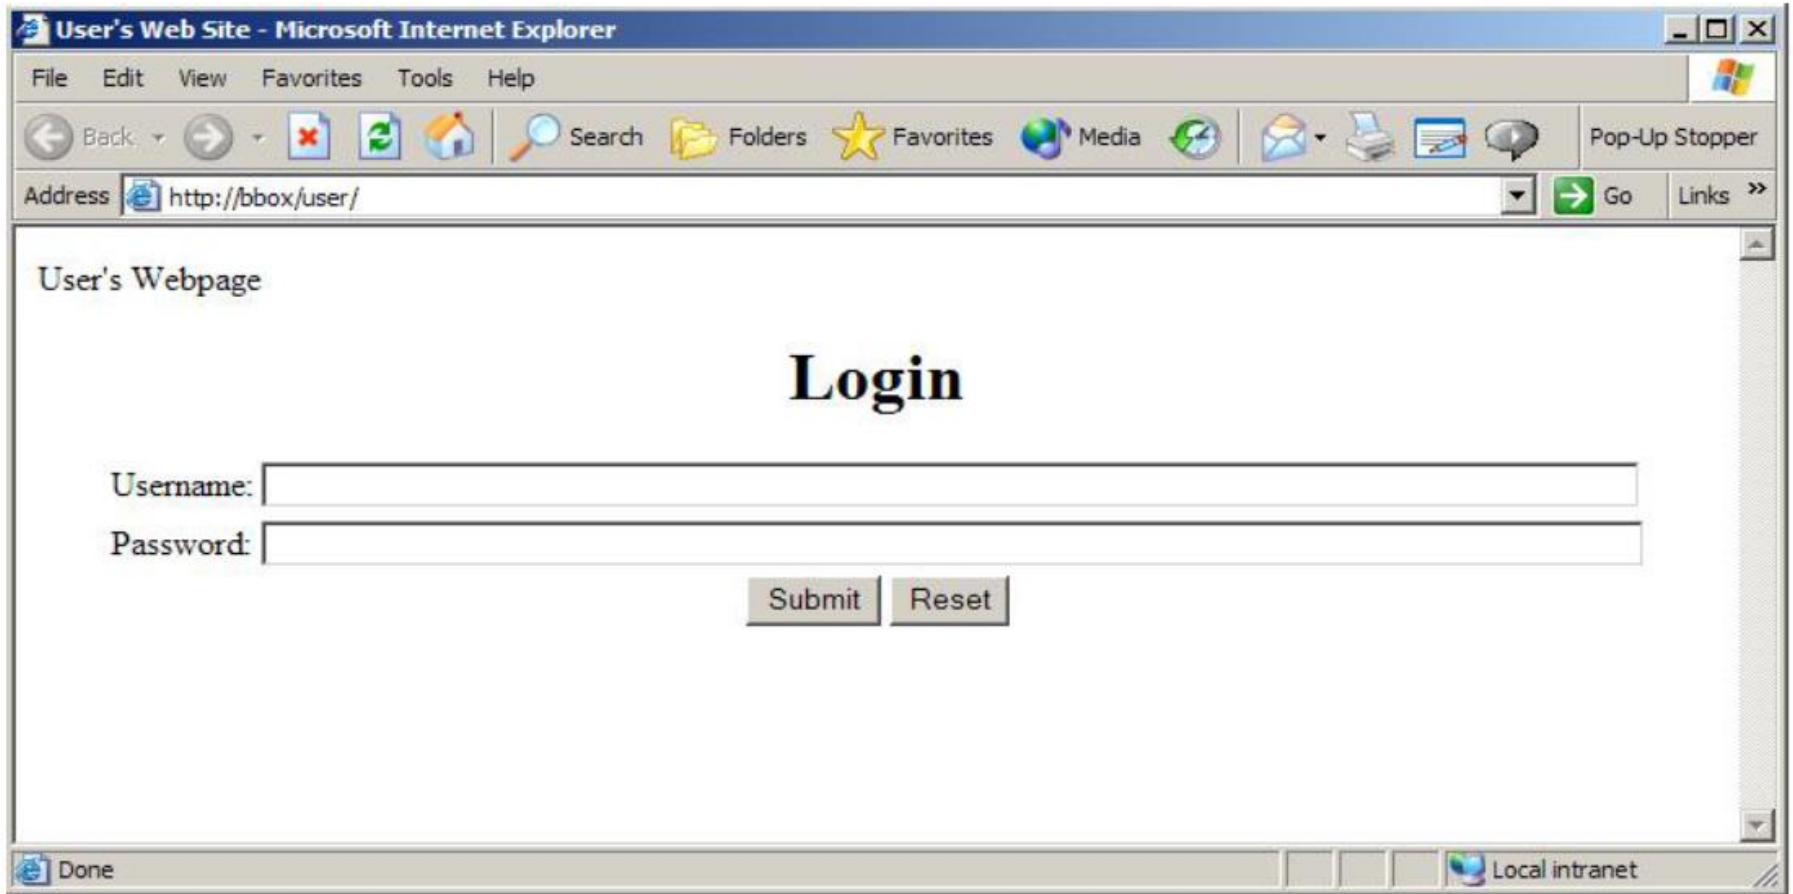 User's Web Site - Microsoft Internet Explorer
File Edit View Favorites Tools Help
Back Search Folders Favorites Media Pop-Up Stopper
Address http://bbox/user/ Go Links »
User's Webpage
Login
Username:
Password:
Submit Reset
Done Local intranet